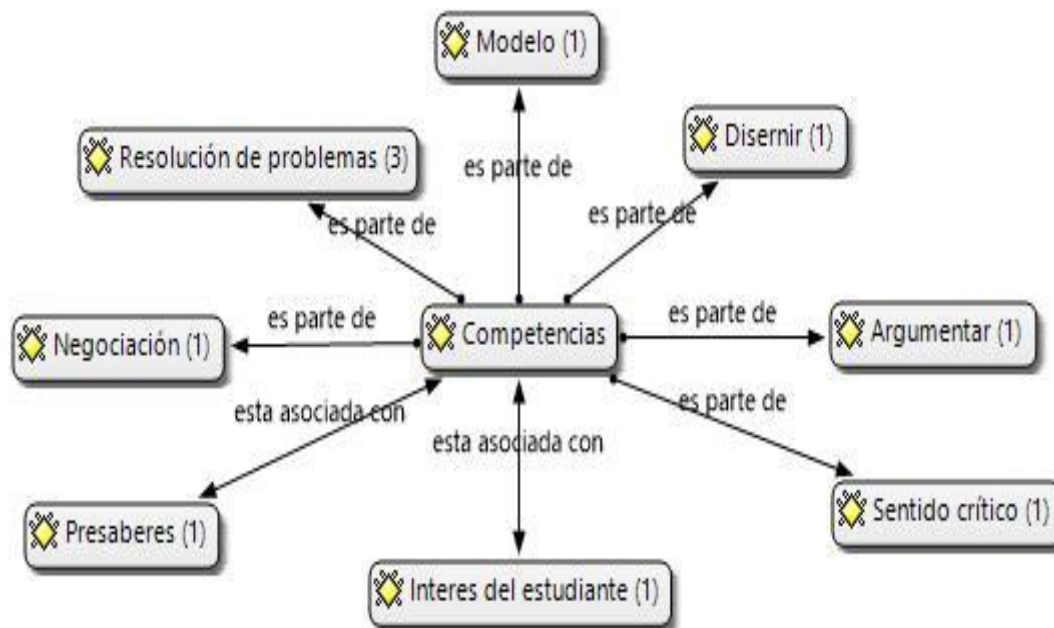 Modelo (1)
Disernir (1)
Resolución de problemas (3)
es parte de
es parte de
es parte de
Negociación (1)
es parte de
Competencias
es parte de
Argumentar (1)
esta asociada con
esta asociada con
es parte de
Presaberes (1)
Sentido crítico (1)
Interes del estudiante (1)